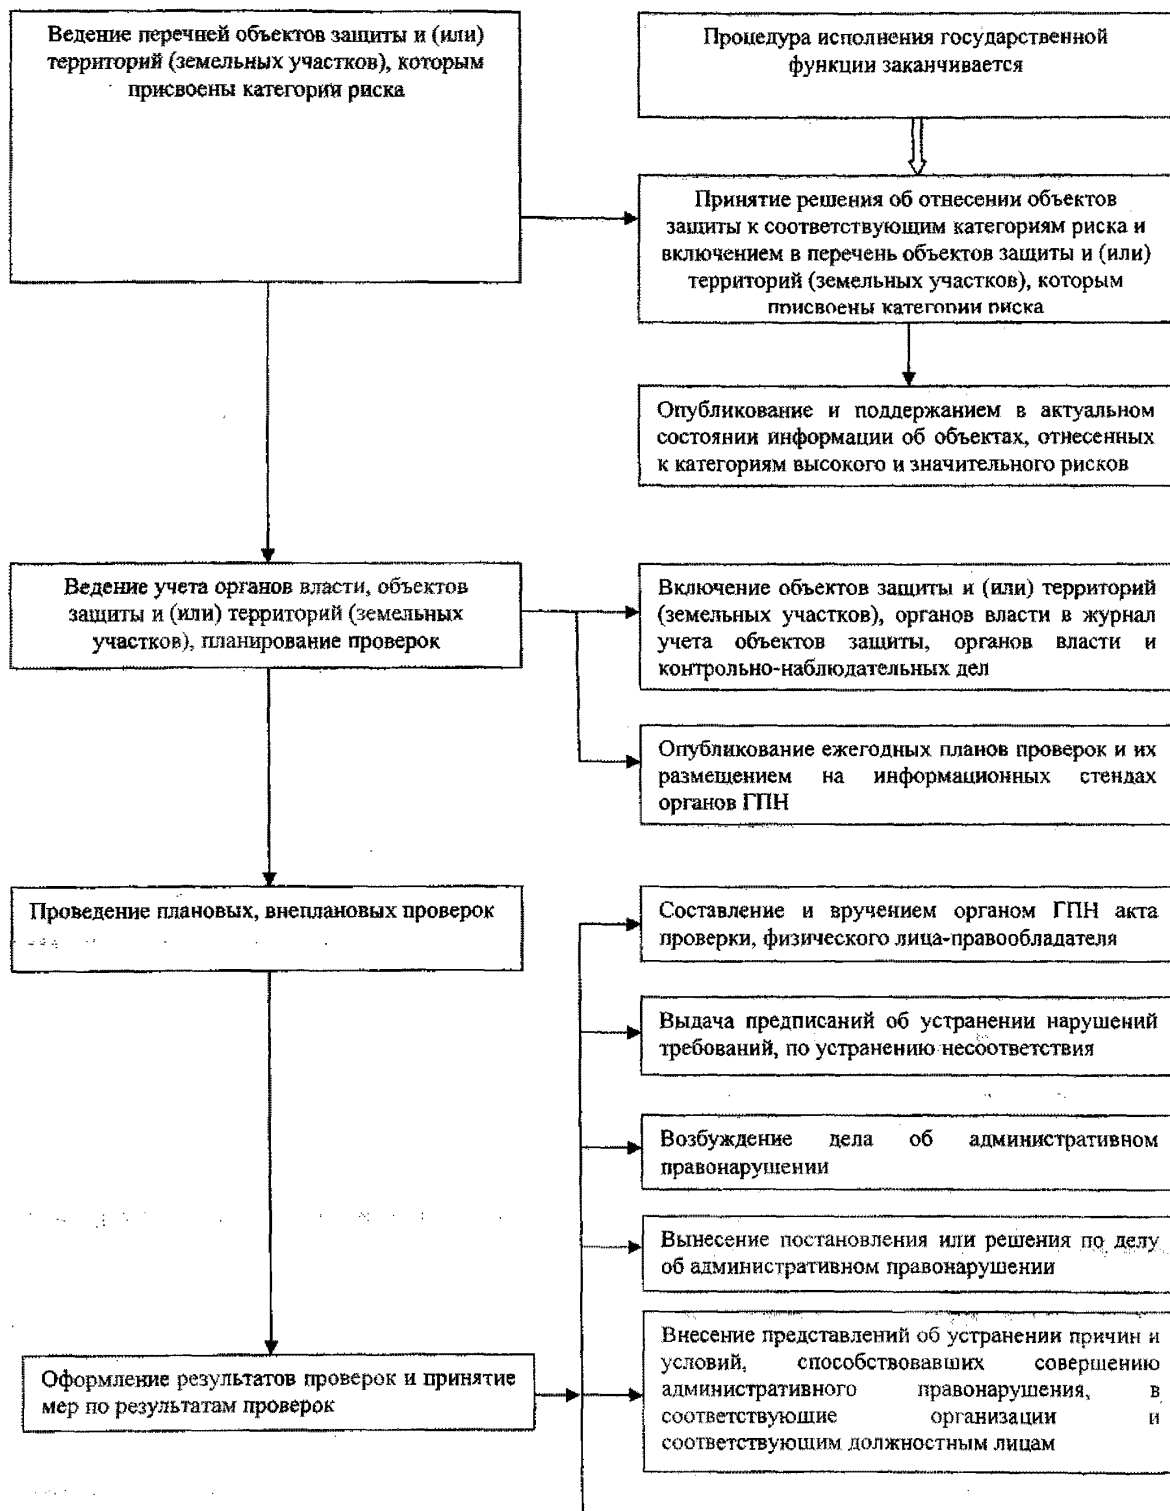 Ведение перечней объектов защиты и (или)
территорий (земельных участков), которым
присвоены категории риска
Процедура исполнения государственной
функции заканчивается
Принятие решения об отнесении объектов
защиты к соответствующим категориям риска и
включением в перечень объектов защиты и (или)
территорий (земельных участков), которым
присвоены категории риска
Опубликование и поддержанием в актуальном
состоянии информации об объектах, отнесенных
к категориям высокого и значительного рисков
Ведение учета органов власти, объектов
защиты и (или) территорий (земельных
участков), планирование проверок
Включение объектов защиты и (или) территорий
(земельных участков), органов власти в журнал
учета объектов защиты, органов власти и
контрольно-наблюдательных дел
Опубликование ежегодных планов проверок и их
размещением на информационных стендах
органов ГПН
Проведение плановых, внеплановых проверок
Составление и вручением органом ГПН акта
проверки, физического лица-правообладателя
Выдача предписаний об устранении нарушений
требований, по устранению несоответствия
Возбуждение дела об административном
правонарушении
Вынесение постановления или решения по делу
об административном правонарушении
Оформление результатов проверок и принятие
мер по результатам проверок
Внесение представлений об устранении причин и
условий, способствовавших совершению
административного правонарушения, в
соответствующие организации и
соответствующим должностным лицам